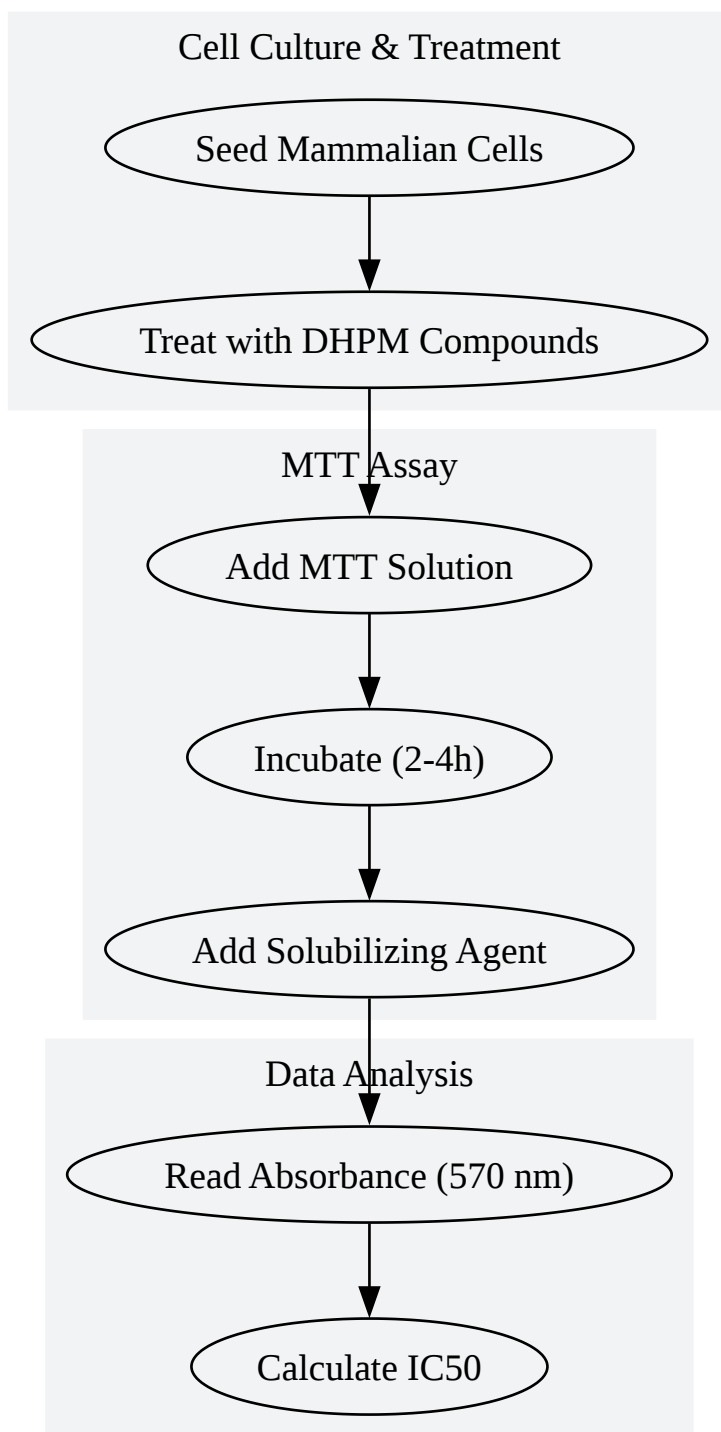 Cell Culture & Treatment
Seed Mammalian Cells
Treat with DHPM Compounds
MTT Assay
Add MTT Solution
Incubate (2-4h)
Add Solubilizing Agent
Data Analysis
Read Absorbance (570 nm)
Calculate IC50